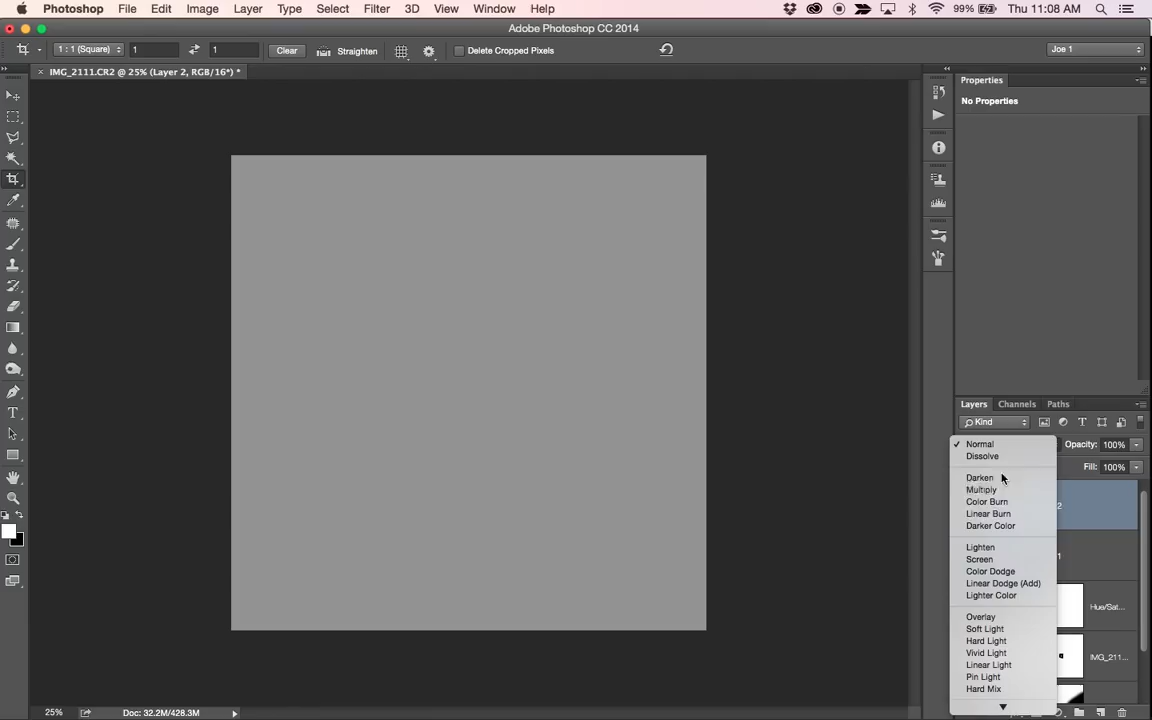 Photoshop File Edit Image Layer Type Select Filter 3D View Window Help 99% Thu 11:08 AM
Adobe Photoshop CC 2014
1 : 1 (Square) 1 1 Clear Straighten Delete Cropped Pixels Joe 1
× IMG_2111.CR2 @ 25% (Layer 2, RGB/16*) *
Properties
No Properties
Layers Channels Paths
Kind T
Normal Opacity: 100%
Dissolve
Fill: 100%
Darken
Multiply
Color Burn
2
Linear Burn
Darker Color
Lighten
1
Screen
Color Dodge
Linear Dodge (Add)
Lighter Color
Hue/Sat...
Overlay
Soft Light
Hard Light
Vivid Light
IMG_211...
Linear Light
Pin Light
Hard Mix
25% Doc: 32.2M/428.3M